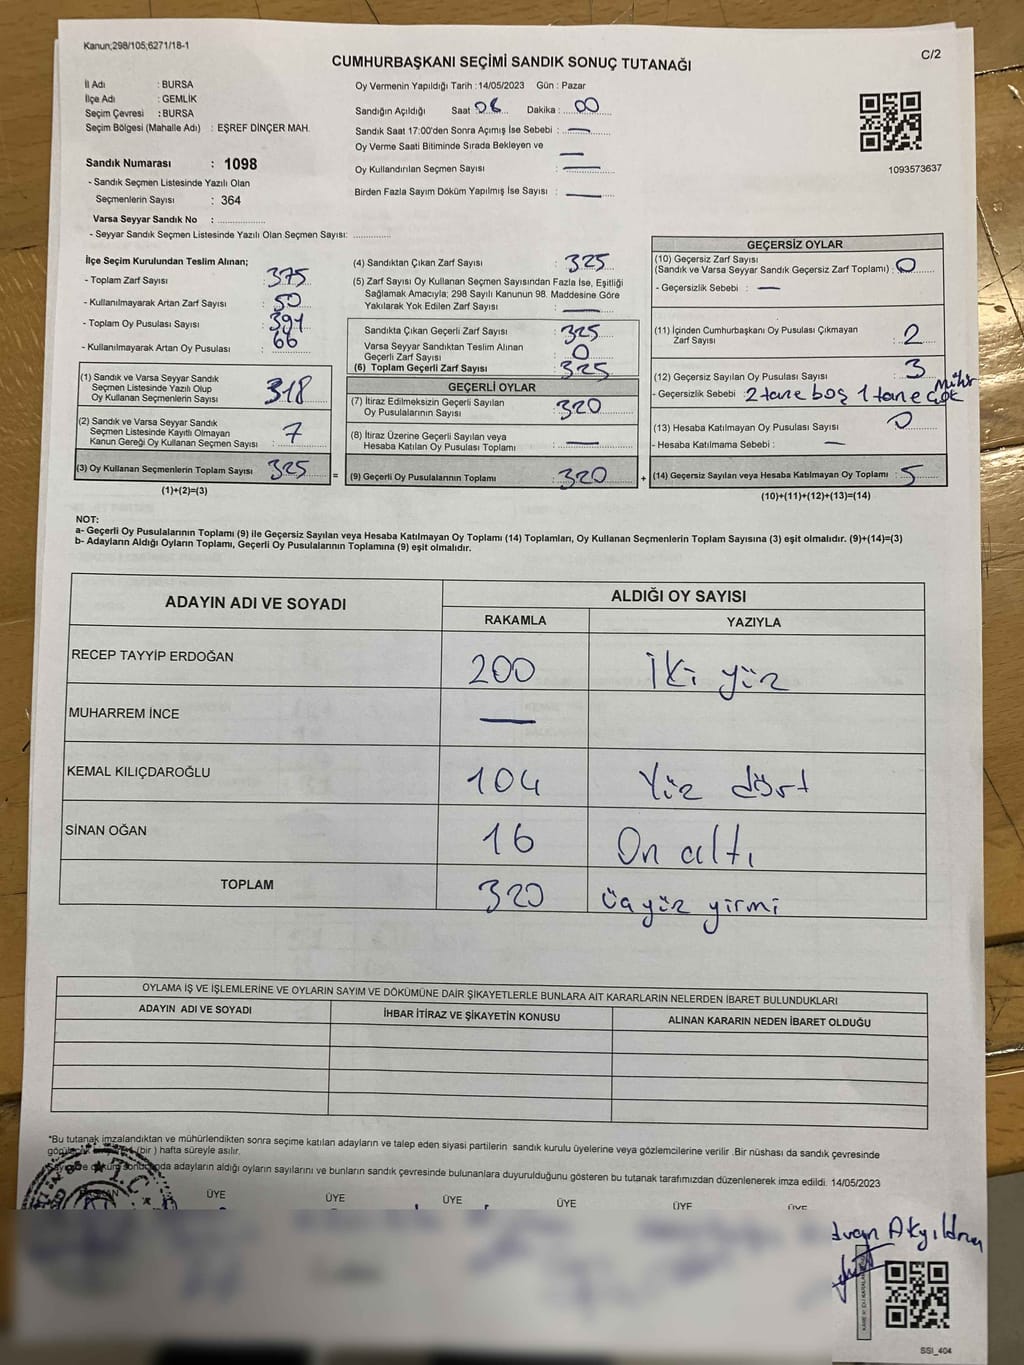 Kanun;298/105;6271/18-1
CUMHURBAŞKANI SEÇİMİ SANDIK SONUÇ TUTANAĞI
C/2
İl Adı : BURSA
İlçe Adı : GEMLİK
Seçim Çevresi : BURSA
Seçim Bölgesi (Mahalle Adı) : EŞREF DİNÇER MAH.
Sandık Numarası : 1098
- Sandık Seçmen Listesinde Yazılı Olan
Seçmenlerin Sayısı : 364
Varsa Seyyar Sandık No : ................
- Seyyar Sandık Seçmen Listesinde Yazılı Olan Seçmen Sayısı: .............
Oy Vermenin Yapıldığı Tarih : 14/05/2023 Gün : Pazar
Sandığın Açıldığı Saat 08 Dakika : 00
Sandık Saat 17:00'den Sonra Açımış İse Sebebi : —
Oy Verme Saati Bitiminde Sırada Bekleyen ve
Oy Kullandırılan Seçmen Sayısı : —
Birden Fazla Sayım Döküm Yapılmış İse Sayısı : —
1093573637
İlçe Seçim Kurulundan Teslim Alınan;
- Toplam Zarf Sayısı : 375
- Kullanılmayarak Artan Zarf Sayısı : 50
- Toplam Oy Pusulası Sayısı : 391
- Kullanılmayarak Artan Oy Pusulası : 66
(1) Sandık ve Varsa Seyyar Sandık
Seçmen Listesinde Yazılı Olup
Oy Kullanan Seçmenlerin Sayısı : 318
(2) Sandık ve Varsa Seyyar Sandık
Seçmen Listesinde Kayıtlı Olmayan
Kanun Gereği Oy Kullanan Seçmen Sayısı : 7
(3) Oy Kullanan Seçmenlerin Toplam Sayısı 325 =
(1)+(2)=(3)
(4) Sandıktan Çıkan Zarf Sayısı : 325
(5) Zarf Sayısı Oy Kullanan Seçmen Sayısından Fazla İse, Eşitliği
Sağlamak Amacıyla; 298 Sayılı Kanunun 98. Maddesine Göre
Yakılarak Yok Edilen Zarf Sayısı : —
Sandıkta Çıkan Geçerli Zarf Sayısı : 325
Varsa Seyyar Sandıktan Teslim Alınan
Geçerli Zarf Sayısı : 0
(6) Toplam Geçerli Zarf Sayısı : 325
GEÇERLİ OYLAR
(7) İtiraz Edilmeksizin Geçerli Sayılan
Oy Pusulalarının Sayısı : 320
(8) İtiraz Üzerine Geçerli Sayılan veya
Hesaba Katılan Oy Pusulası Toplamı : —
(9) Geçerli Oy Pusulalarının Toplamı : 320 +
GEÇERSİZ OYLAR
(10) Geçersiz Zarf Sayısı
(Sandık ve Varsa Seyyar Sandık Geçersiz Zarf Toplamı) : 0
- Geçersizlik Sebebi : —
(11) İçinden Cumhurbaşkanı Oy Pusulası Çıkmayan
Zarf Sayısı : 2
(12) Geçersiz Sayılan Oy Pusulası Sayısı : 3
- Geçersizlik Sebebi : 2 tane boş 1 tane çok mühür
(13) Hesaba Katılmayan Oy Pusulası Sayısı : 0
- Hesaba Katılmama Sebebi : —
(14) Geçersiz Sayılan veya Hesaba Katılmayan Oy Toplamı : 5
(10)+(11)+(12)+(13)=(14)
NOT:
a- Geçerli Oy Pusulalarının Toplamı (9) ile Geçersiz Sayılan veya Hesaba Katılmayan Oy Toplamı (14) Toplamları, Oy Kullanan Seçmenlerin Toplam Sayısına (3) eşit olmalıdır. (9)+(14)=(3)
b- Adayların Aldığı Oyların Toplamı, Geçerli Oy Pusulalarının Toplamına (9) eşit olmalıdır.
ADAYIN ADI VE SOYADI ALDIĞI OY SAYISI
RAKAMLA YAZIYLA
RECEP TAYYİP ERDOĞAN 200 İki yüz
MUHARREM İNCE —
KEMAL KILIÇDAROĞLU 104 Yüz dört
SİNAN OĞAN 16 On altı
TOPLAM 320 üçyüz yirmi
OYLAMA İŞ VE İŞLEMLERİNE VE OYLARIN SAYIM VE DÖKÜMÜNE DAİR ŞİKAYETLERLE BUNLARA AİT KARARLARIN NELERDEN İBARET BULUNDUKLARI
ADAYIN ADI VE SOYADI İHBAR İTİRAZ VE ŞİKAYETİN KONUSU ALINAN KARARIN NEDEN İBARET OLDUĞU
*Bu tutanak imzalandıktan ve mühürlendikten sonra seçime katılan adayların ve talep eden siyasi partilerin sandık kurulu üyelerine veya gözlemcilerine verilir .Bir nüshası da sandık çevresinde
(bir ) hafta süreyle asılır.
adayların aldığı oyların sayılarını ve bunların sandık çevresinde bulunanlara duyurulduğunu gösteren bu tutanak tarafımızdan düzenlenerek imza edildi. 14/05/2023
BAŞKAN ÜYE ÜYE ÜYE ÜYE ÜYE ÜYE
T.C.
Akyıldırım
SSI_404